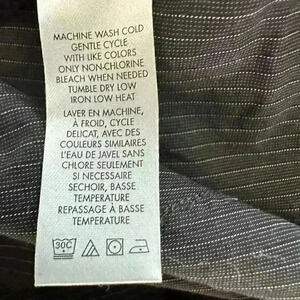 MACHINE WASH COLD
GENTLE CYCLE
WITH LIKE COLORS
ONLY NON-CHLORINE
BLEACH WHEN NEEDED
TUMBLE DRY LOW
IRON LOW HEAT
LAVER EN MACHINE,
À FROID, CYCLE
DELICAT, AVEC DES
COULEURS SIMILAIRES
L'EAU DE JAVEL SANS
CHLORE SEULEMENT
SI NECESSAIRE
SECHOIR, BASSE
TEMPERATURE
REPASSAGE À BASSE
TEMPERATURE
30C